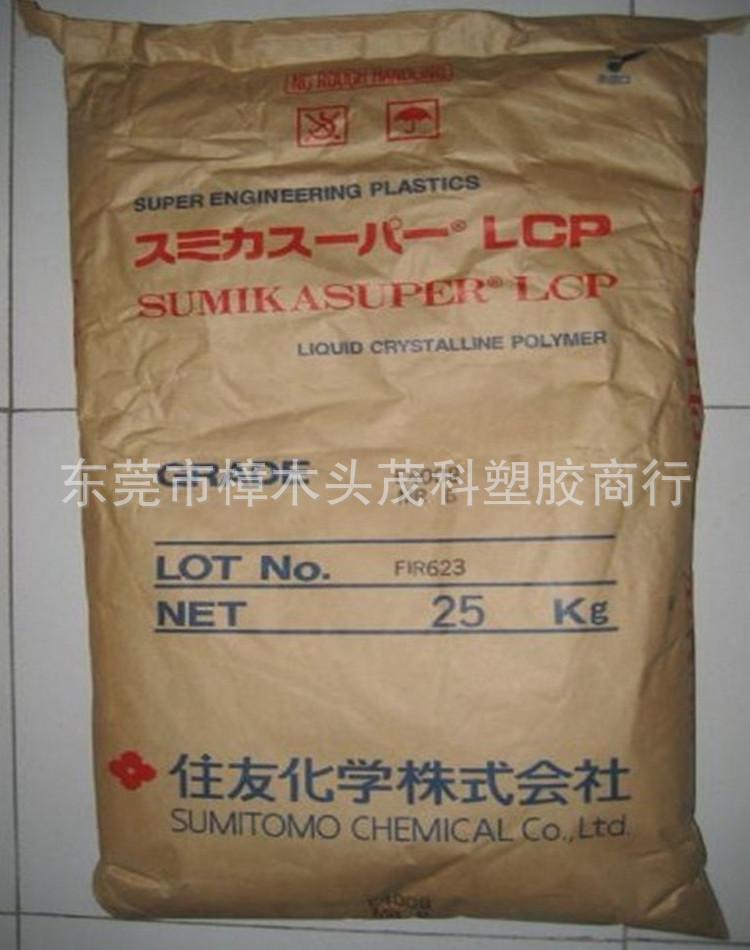 NO ROUGH HANDLING
SUPER ENGINEERING PLASTICS
スミカスーパー® LCP
SUMIKASUPER® LCP
LIQUID CRYSTALLINE POLYMER
GRADE
东莞市樟木头茂科塑胶商行
LOT No. FIR623
NET 25 Kg
住友化学株式会社
SUMITOMO CHEMICAL Co.,Ltd.